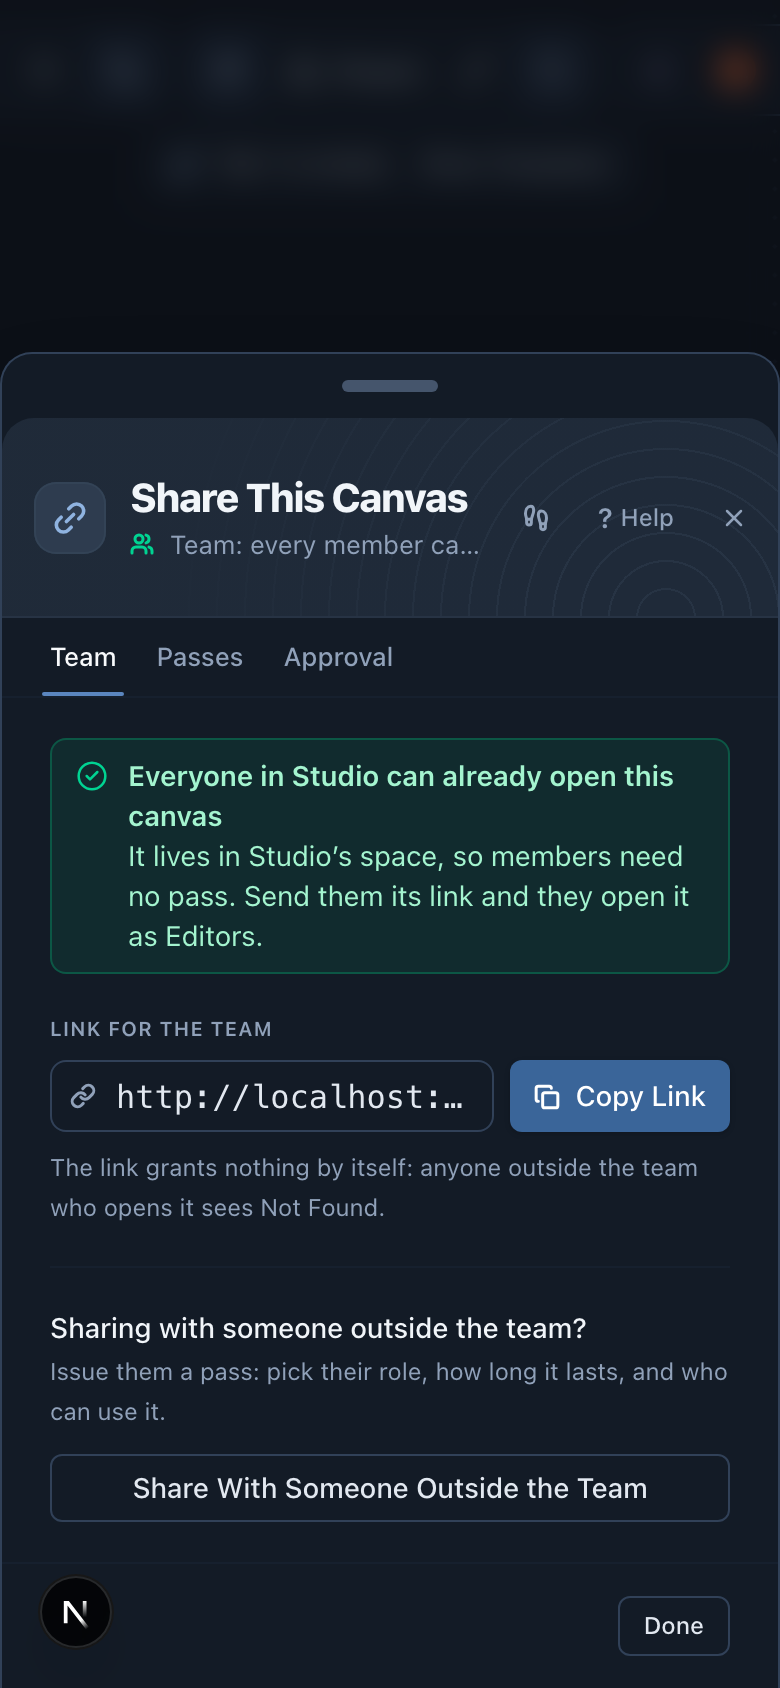 Share This Canvas
Team: every member ca...
? Help
Team
Passes
Approval
Everyone in Studio can already open this
canvas
It lives in Studio’s space, so members need
no pass. Send them its link and they open it
as Editors.
LINK FOR THE TEAM
http://localhost:…
Copy Link
The link grants nothing by itself: anyone outside the team
who opens it sees Not Found.
Sharing with someone outside the team?
Issue them a pass: pick their role, how long it lasts, and who
can use it.
Share With Someone Outside the Team
N
Done